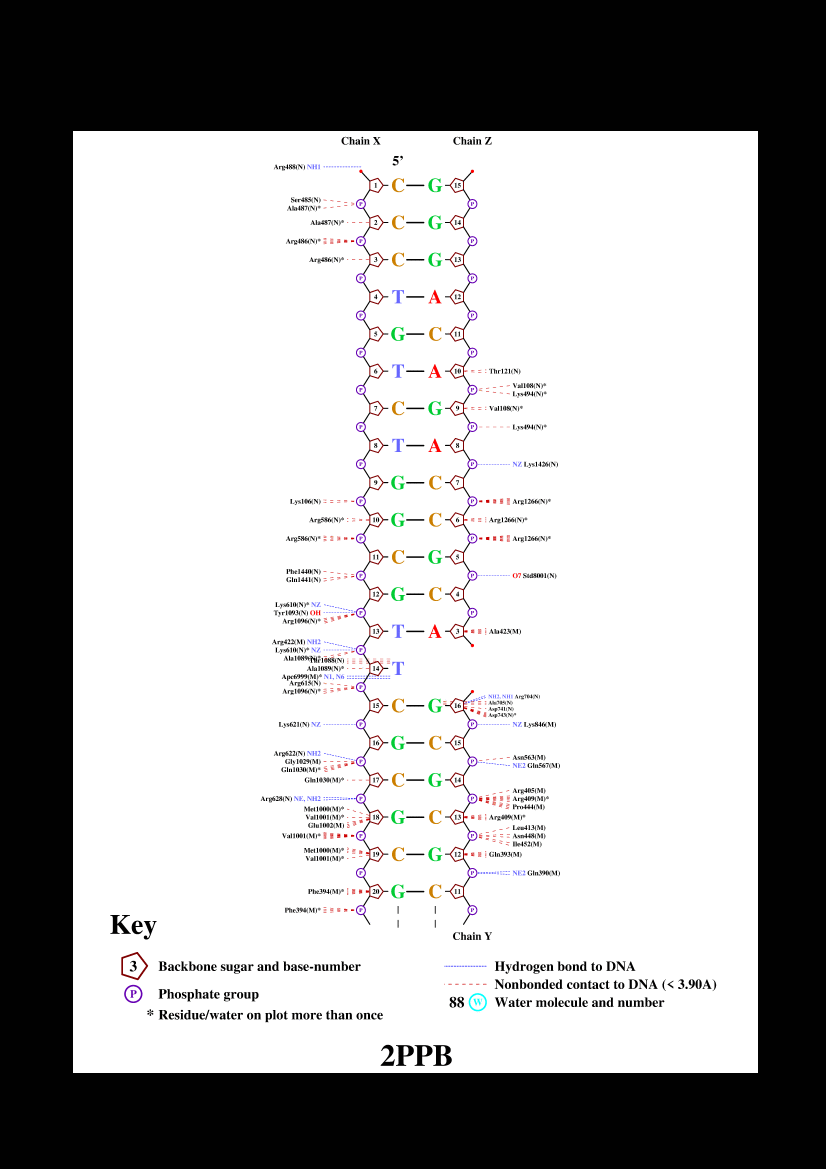 Chain X Chain Z
5’
Arg488(N) NH1
1 C G 15
Ser485(N)
P P
Ala487(N)*
Ala487(N)* 2 C G 14
Arg486(N)* P P
Arg486(N)* 3 C G 13
P P
4 T A 12
P P
5 G C 11
P P
6 T A 10 Thr121(N)
Val108(N)*
P P
Lys494(N)*
7 C G 9 Val108(N)*
P P Lys494(N)*
8 T A 8
P P NZ Lys1426(N)
9 G C 7
Lys106(N) P P Arg1266(N)*
Arg586(N)* 10 G C 6 Arg1266(N)*
Arg586(N)* P P Arg1266(N)*
11 C G 5
Phe1440(N)
P P O7 Std8001(N)
Gln1441(N)
12 G C 4
Lys610(N)* NZ
Tyr1093(N) OH P P
Arg1096(N)*
13 T A 3 Ala423(M)
Arg422(M) NH2
Lys610(N)* NZ P
Ala1089(N)*
Thr1088(N)
Ala1089(N)* 14 T
Apc6999(M)* N1, N6
Arg615(N)
P
Arg1096(N)*
NH2, NH1 Arg704(N)
Ala705(N)
15 C G 16
Asp741(N)
Asp743(N)*
Lys621(N) NZ P P NZ Lys846(M)
16 G C 15
Arg622(N) NH2 Asn563(M)
Gly1029(M) P P
Gln1030(M)* NE2 Gln567(M)
Gln1030(M)* 17 C G 14
Arg405(M)
Arg628(N) NE, NH2 P P Arg409(M)*
Pro444(M)
Met1000(M)*
Val1001(M)* 18 G C 13 Arg409(M)*
Glu1002(M)
Leu413(M)
Val1001(M)* P P Asn448(M)
Ile452(M)
Met1000(M)*
19 C G 12 Gln393(M)
Val1001(M)*
P P NE2 Gln390(M)
Phe394(M)* 20 G C 11
Phe394(M)* P P
Chain Y
Key
3 Backbone sugar and base-number
P Phosphate group
* Residue/water on plot more than once
Hydrogen bond to DNA
Nonbonded contact to DNA (< 3.90A)
88 W Water molecule and number
2PPB